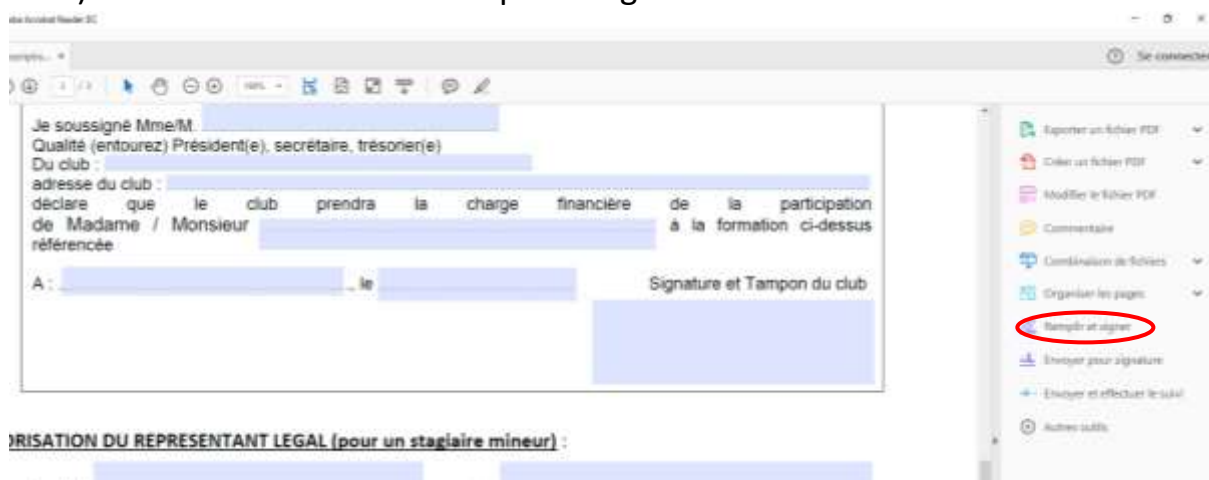 Acrobat Reader DC
Se connecter
Je soussigné Mme/M.
Qualité (entourez) Président(e), secrétaire, trésorier(e)
Du club :
adresse du club :
déclare que le club prendra la charge financière de la participation
de Madame / Monsieur à la formation ci-dessus
référencée
A : ., le Signature et Tampon du club
ORISATION DU REPRESENTANT LEGAL (pour un stagiaire mineur) :
Exporter un fichier PDF
Créer un fichier PDF
Modifier le fichier PDF
Commentaire
Combinaison de fichiers
Organiser les pages
Remplir et signer
Envoyer pour signature
Envoyer et effectuer le suivi
Autres outils